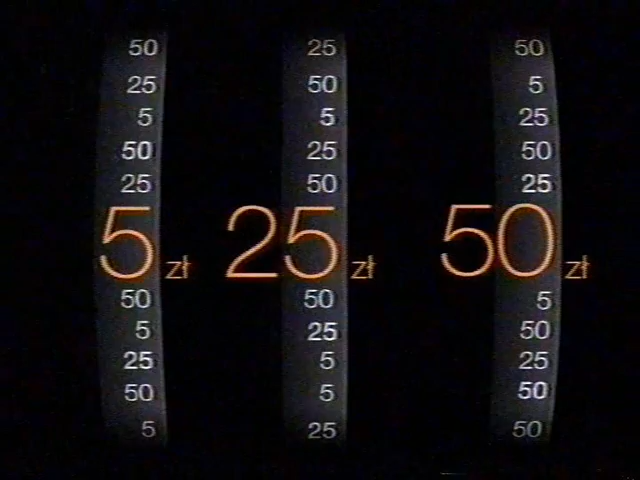 50 25 50
25 50 5
5 5 25
50 25 50
25 50 25
5 zł 25 zł 50 zł
50 50 5
5 25 50
25 5 25
50 5 50
5 25 50